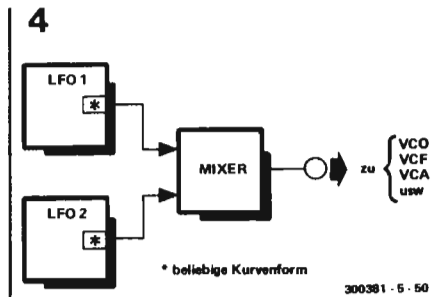 4
LFO 1
*
MIXER
zu
VCO
VCF
VCA
usw
LFO 2
*
* beliebige Kurvenform
300381 - 5 - 50